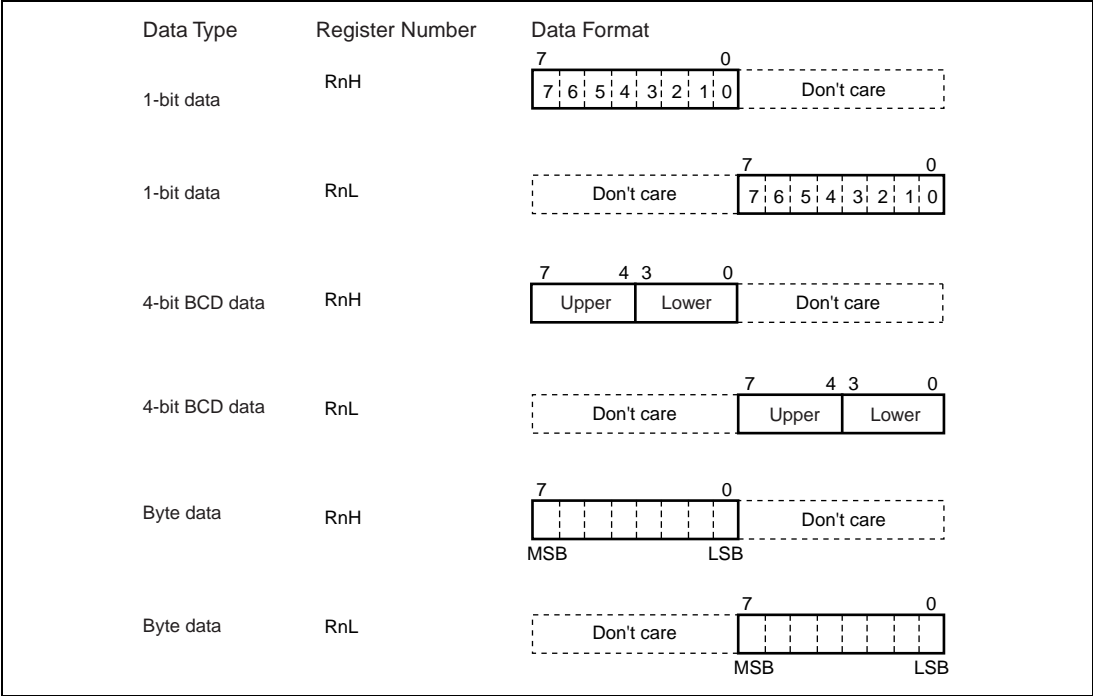 Data Type Register Number Data Format
7 0
1-bit data RnH 7 6 5 4 3 2 1 0 Don't care
7 0
1-bit data RnL Don't care 7 6 5 4 3 2 1 0
7 4 3 0
4-bit BCD data RnH Upper Lower Don't care
7 4 3 0
4-bit BCD data RnL Don't care Upper Lower
7 0
Byte data RnH Don't care
MSB LSB
7 0
Byte data RnL Don't care
MSB LSB